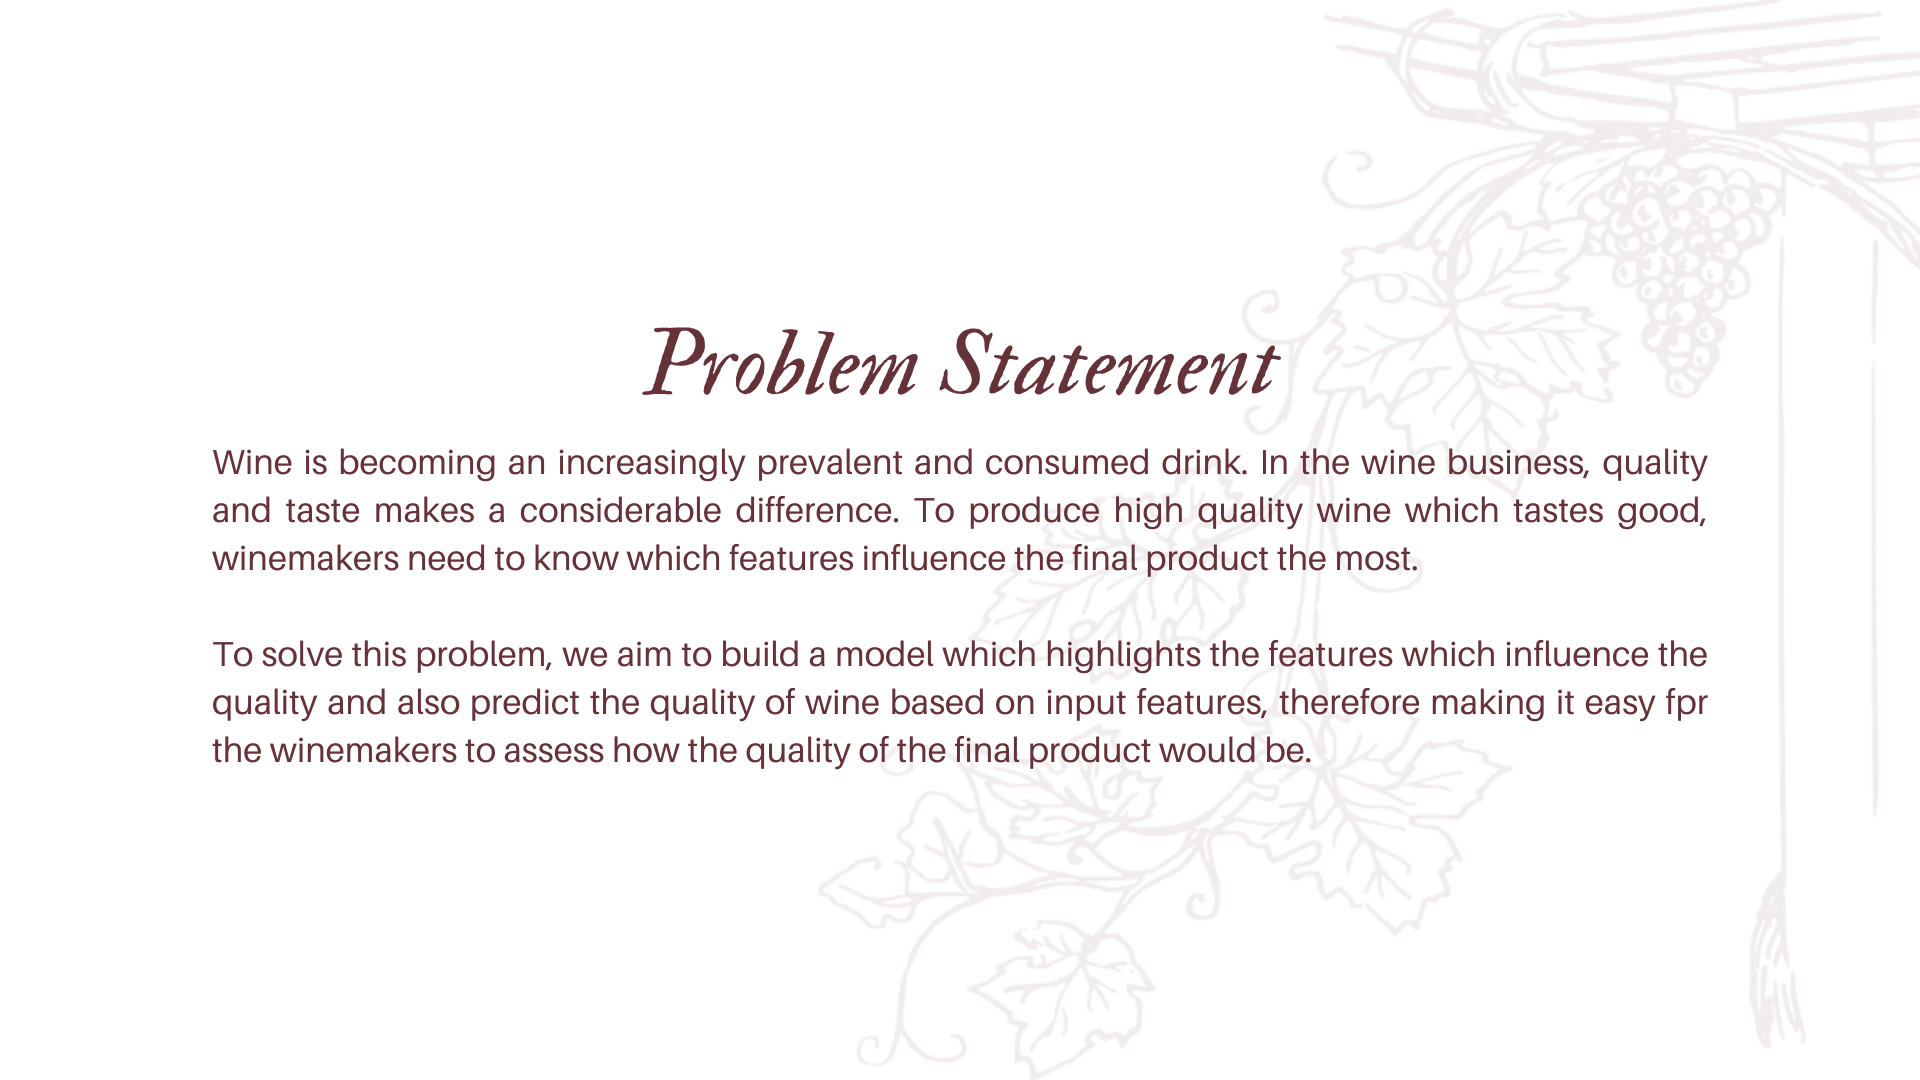 Problem Statement
Wine is becoming an increasingly prevalent and consumed drink. In the wine business, quality
and taste makes a considerable difference. To produce high quality wine which tastes good,
winemakers need to know which features influence the final product the most.
To solve this problem, we aim to build a model which highlights the features which influence the
quality and also predict the quality of wine based on input features, therefore making it easy fpr
the winemakers to assess how the quality of the final product would be.